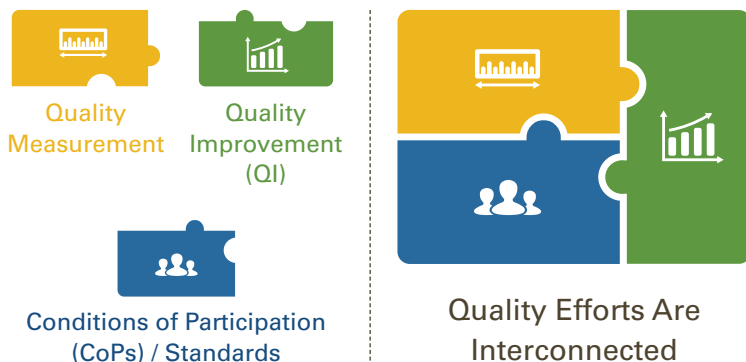 Quality
Measurement
Quality
Improvement
(QI)
Conditions of Participation
(CoPs) / Standards
Quality Efforts Are
Interconnected